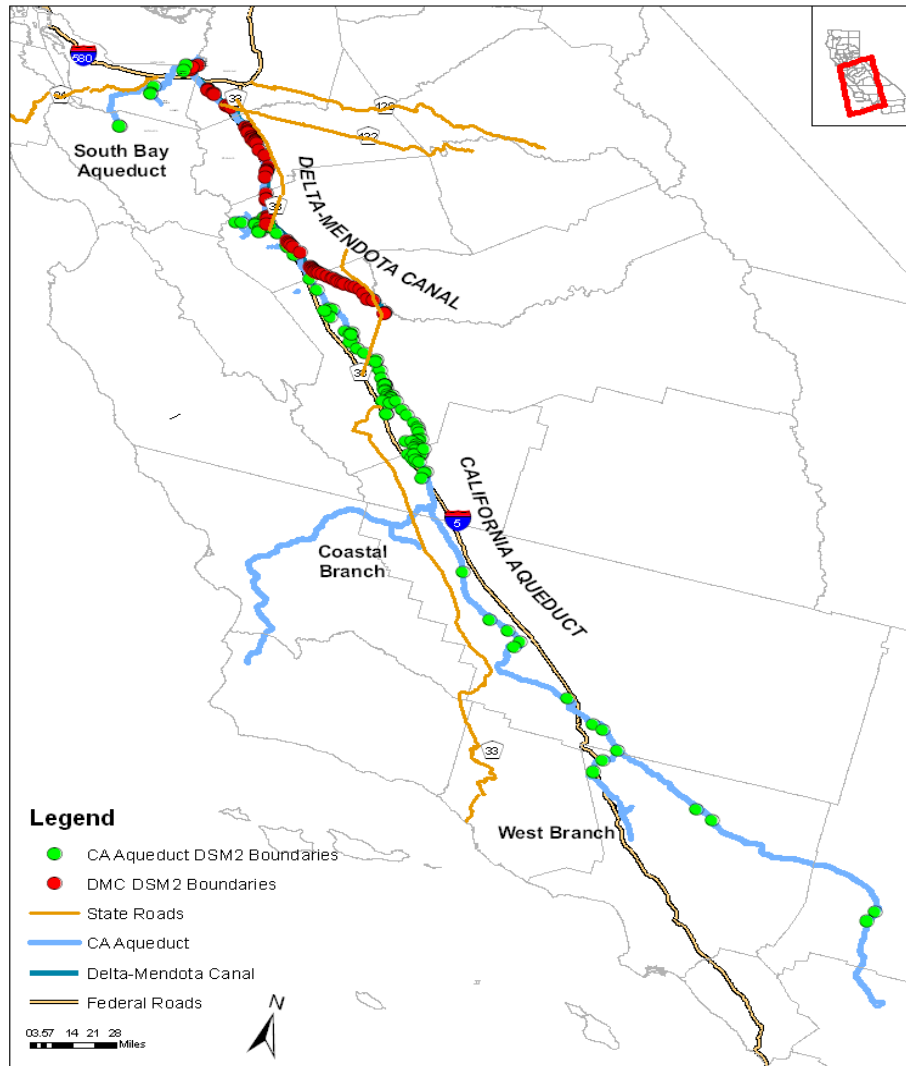 580
33
120
132
South Bay
Aqueduct
33
DELTA-MENDOTA CANAL
CALIFORNIA AQUEDUCT
5
Coastal
Branch
33
West Branch
Legend
CA Aqueduct DSM2 Boundaries
DMC DSM2 Boundaries
State Roads
CA Aqueduct
Delta-Mendota Canal
Federal Roads
N
03.57 14 21 28
Miles